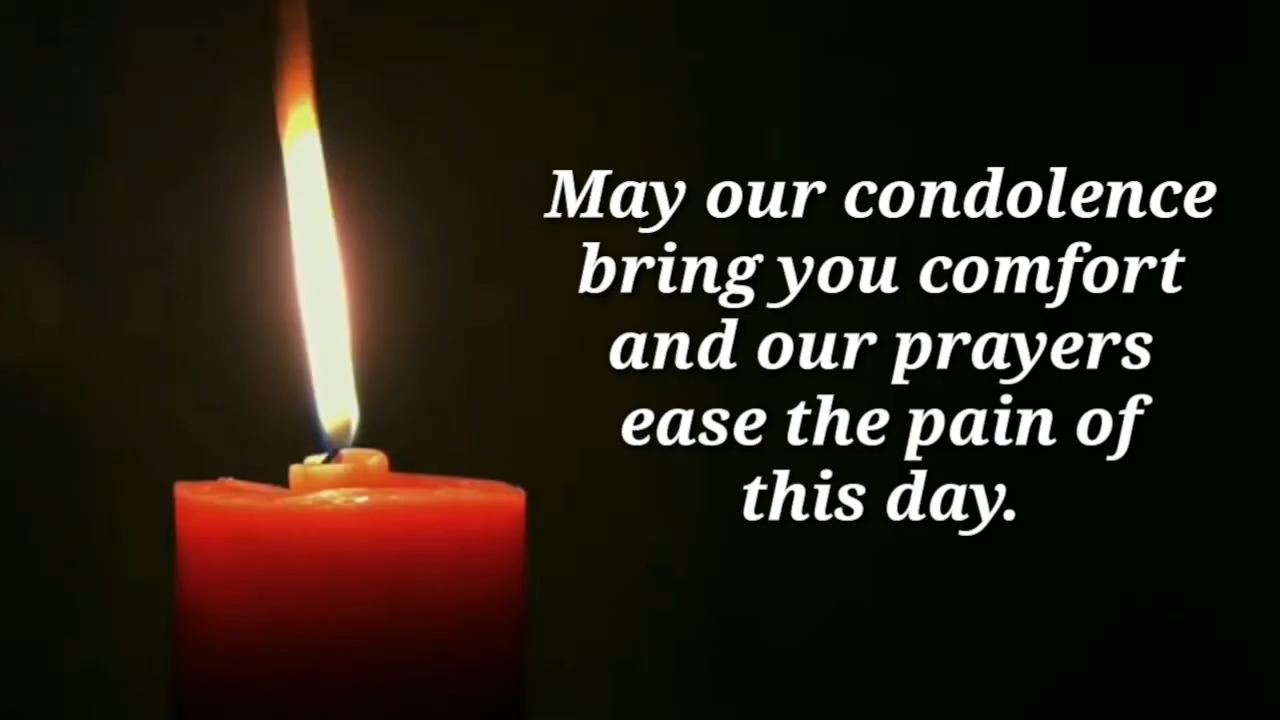 May our condolence
bring you comfort
and our prayers
ease the pain of
this day.